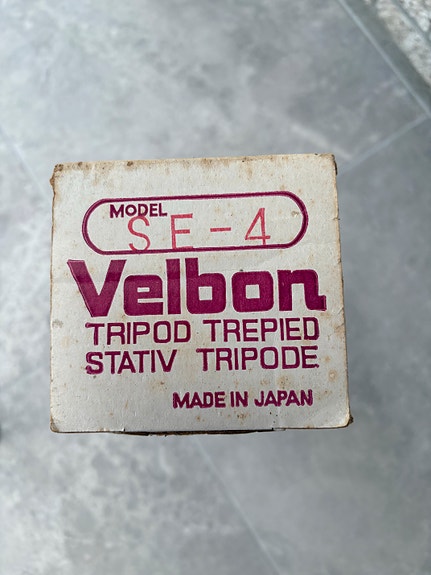 MODEL
SE-4
Velbon
TRIPOD TREPIED
STATIV TRIPODE
MADE IN JAPAN